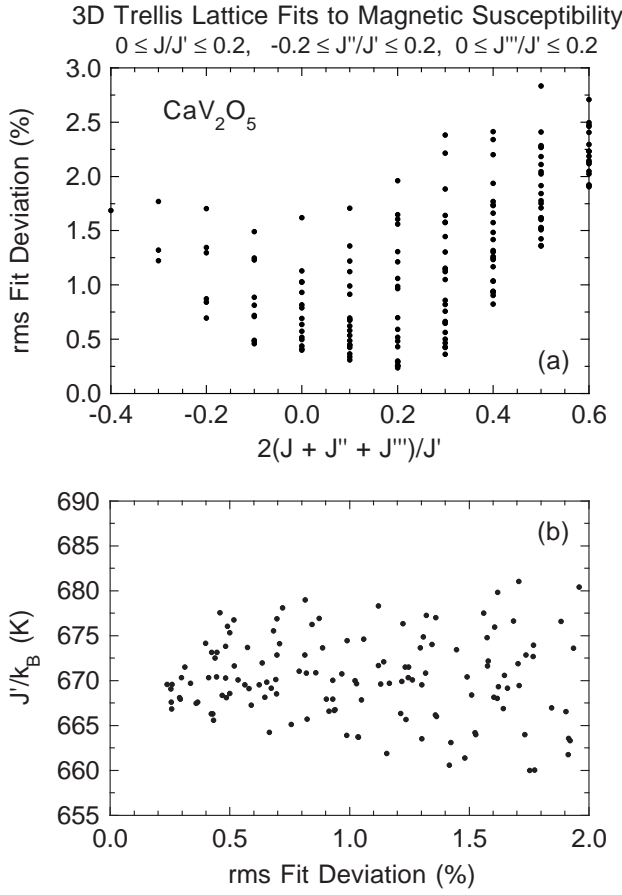 3D Trellis Lattice Fits to Magnetic Susceptibility
0 ≤ J/J' ≤ 0.2, -0.2 ≤ J''/J' ≤ 0.2, 0 ≤ J'''/J' ≤ 0.2
3.0
CaV₂O₅
2.5
2.0
1.5
1.0
0.5
(a)
0.0
rms Fit Deviation (%)
-0.4 -0.2 0.0 0.2 0.4 0.6
2(J + J'' + J''')/J'
690
(b)
685
680
675
670
665
660
655
J'/k_B (K)
0.0 0.5 1.0 1.5 2.0
rms Fit Deviation (%)